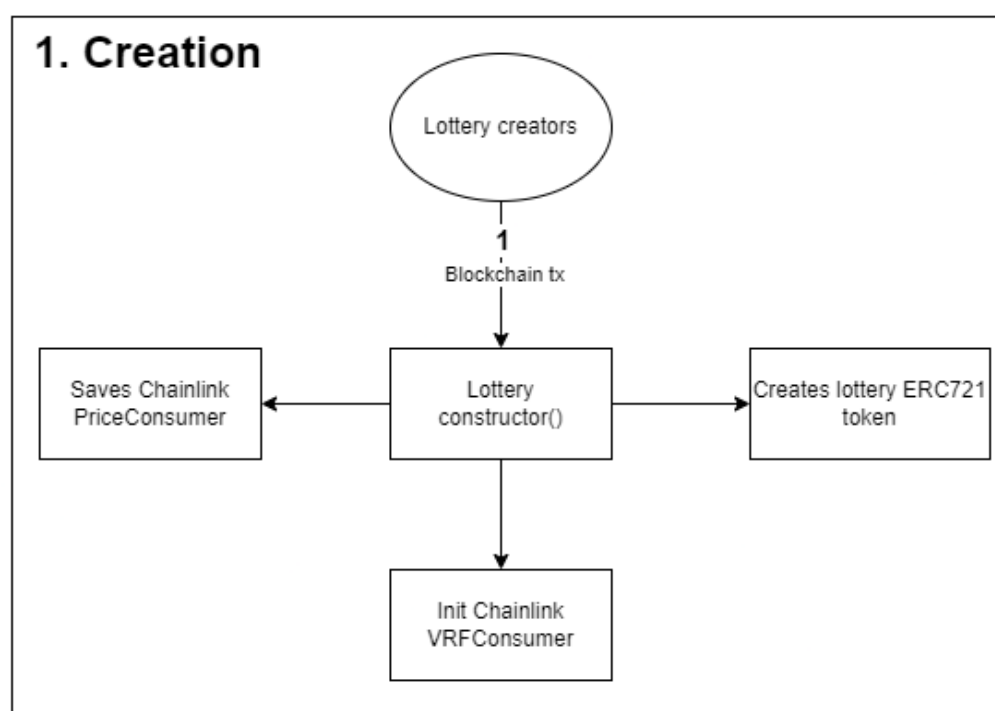 1. Creation
Lottery creators
1
Blockchain tx
Saves Chainlink
PriceConsumer
Lottery
constructor()
Creates lottery ERC721
token
Init Chainlink
VRFConsumer